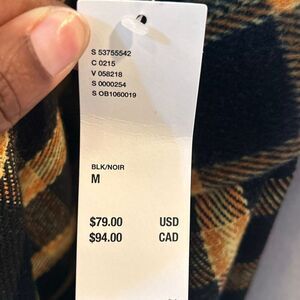 S 53755542
C 0215
V 058218
S 0000254
S OB1060019
BLK/NOIR
M
$79.00 USD
$94.00 CAD